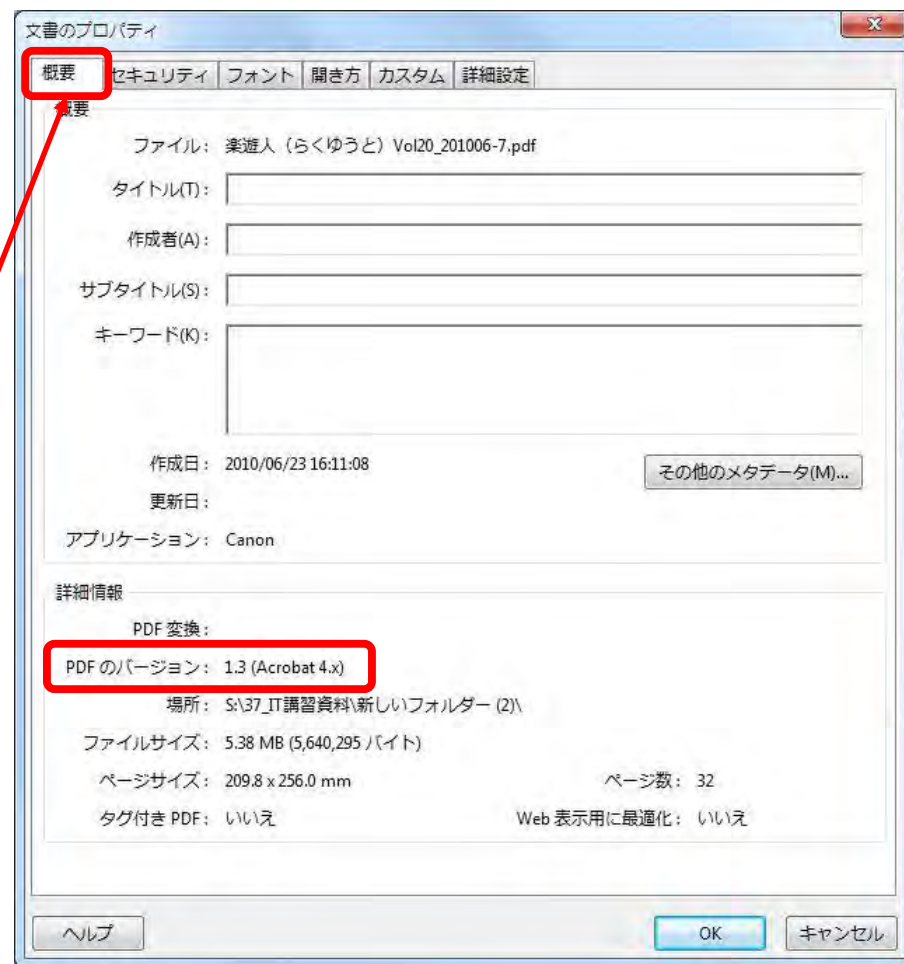 文書のプロパティ
概要 セキュリティ フォント 開き方 カスタム 詳細設定
概要
ファイル: 楽遊人（らくゆうと）Vol20_201006-7.pdf
タイトル(T):
作成者(A):
サブタイトル(S):
キーワード(K):
作成日: 2010/06/23 16:11:08
その他のメタデータ(M)...
更新日:
アプリケーション: Canon
詳細情報
PDF 変換:
PDF のバージョン: 1.3 (Acrobat 4.x)
場所: S:\37_IT講習資料\新しいフォルダー (2)\
ファイルサイズ: 5.38 MB (5,640,295 バイト)
ページサイズ: 209.8 x 256.0 mm ページ数: 32
タグ付き PDF: いいえ Web 表示用に最適化: いいえ
ヘルプ OK キャンセル